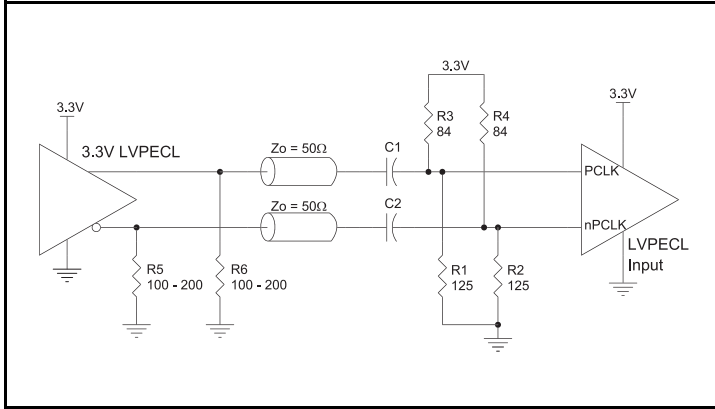 3.3V
3.3V
3.3V
R3
84
R4
84
3.3V LVPECL
Zo = 50Ω
C1
PCLK
Zo = 50Ω
C2
nPCLK
LVPECL
Input
R5
100 - 200
R6
100 - 200
R1
125
R2
125